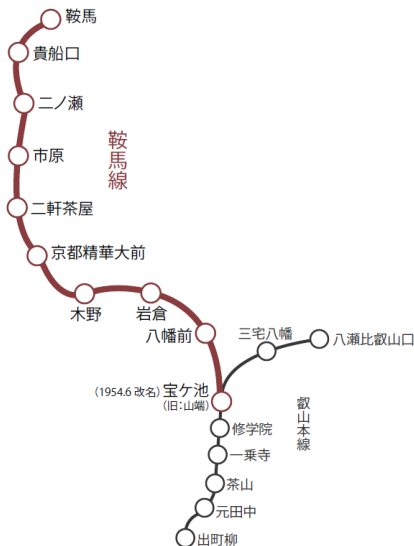 鞍馬
貴船口
二ノ瀬
市原
鞍馬線
二軒茶屋
京都精華大前
木野
岩倉
八幡前
三宅八幡
八瀬比叡山口
(1954.6 改名) 宝ケ池
(旧:山端)
叡山本線
修学院
一乗寺
茶山
元田中
出町柳